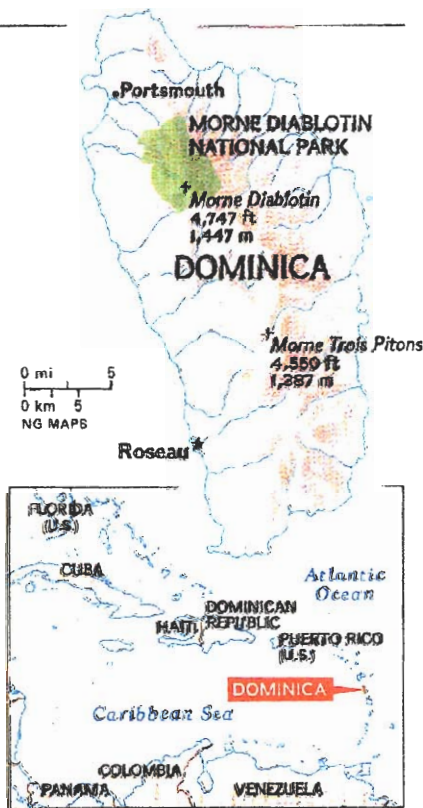 Portsmouth
MORNE DIABLOTIN
NATIONAL PARK
Morne Diablotin
4,747 ft
1,447 m
DOMINICA
Morne Trois Pitons
4,550 ft
1,387 m
0 mi 5
0 km 5
NG MAPS
Roseau
FLORIDA
(U.S.)
CUBA
Atlantic
Ocean
DOMINICAN
REPUBLIC
HAITI
PUERTO RICO
(U.S.)
DOMINICA
Caribbean Sea
COLOMBIA
PANAMA
VENEZUELA